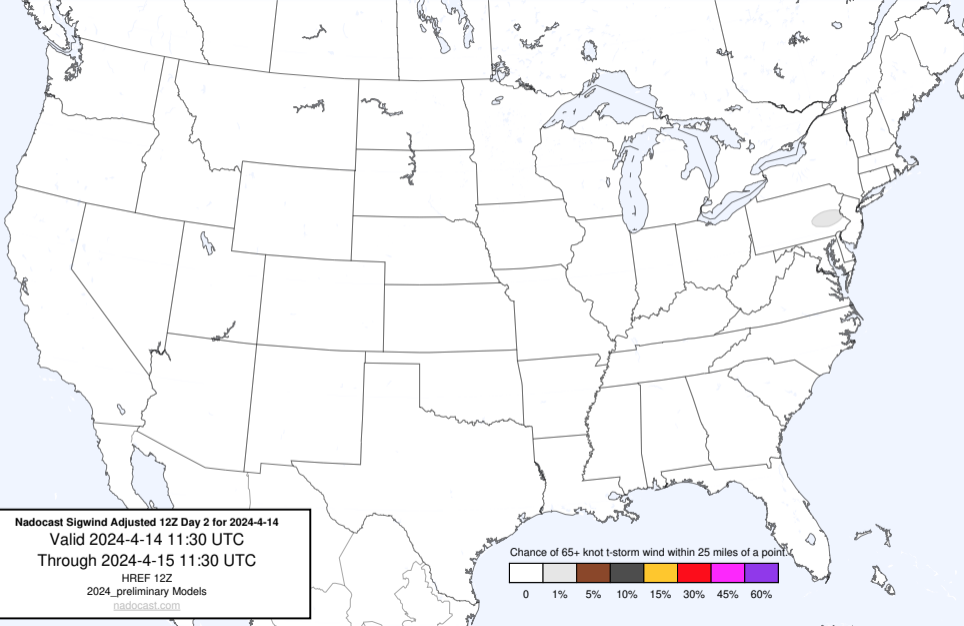 Nadocast Sigwind Adjusted 12Z Day 2 for 2024-4-14
Valid 2024-4-14 11:30 UTC
Through 2024-4-15 11:30 UTC
HREF 12Z
2024_preliminary Models
nadocast.com
Chance of 65+ knot t-storm wind within 25 miles of a point.
0 1% 5% 10% 15% 30% 45% 60%